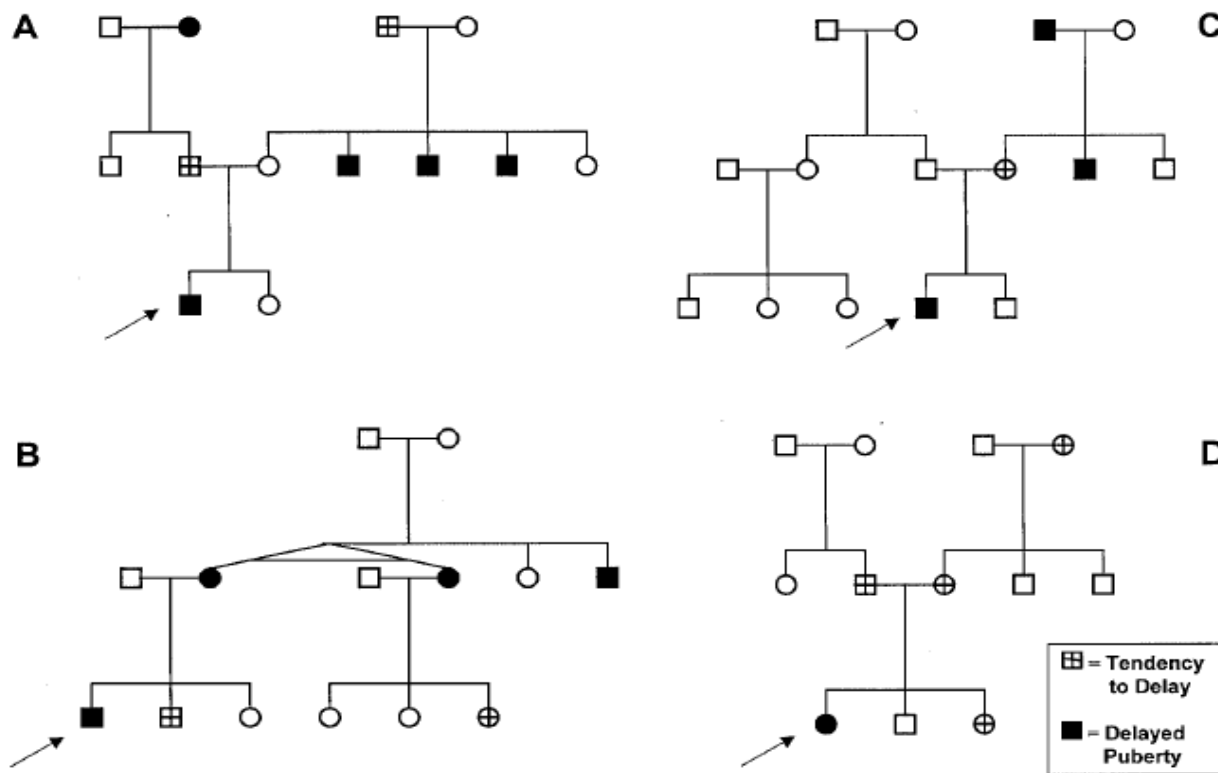 A
C
B
D
= Tendency
to Delay
= Delayed
Puberty